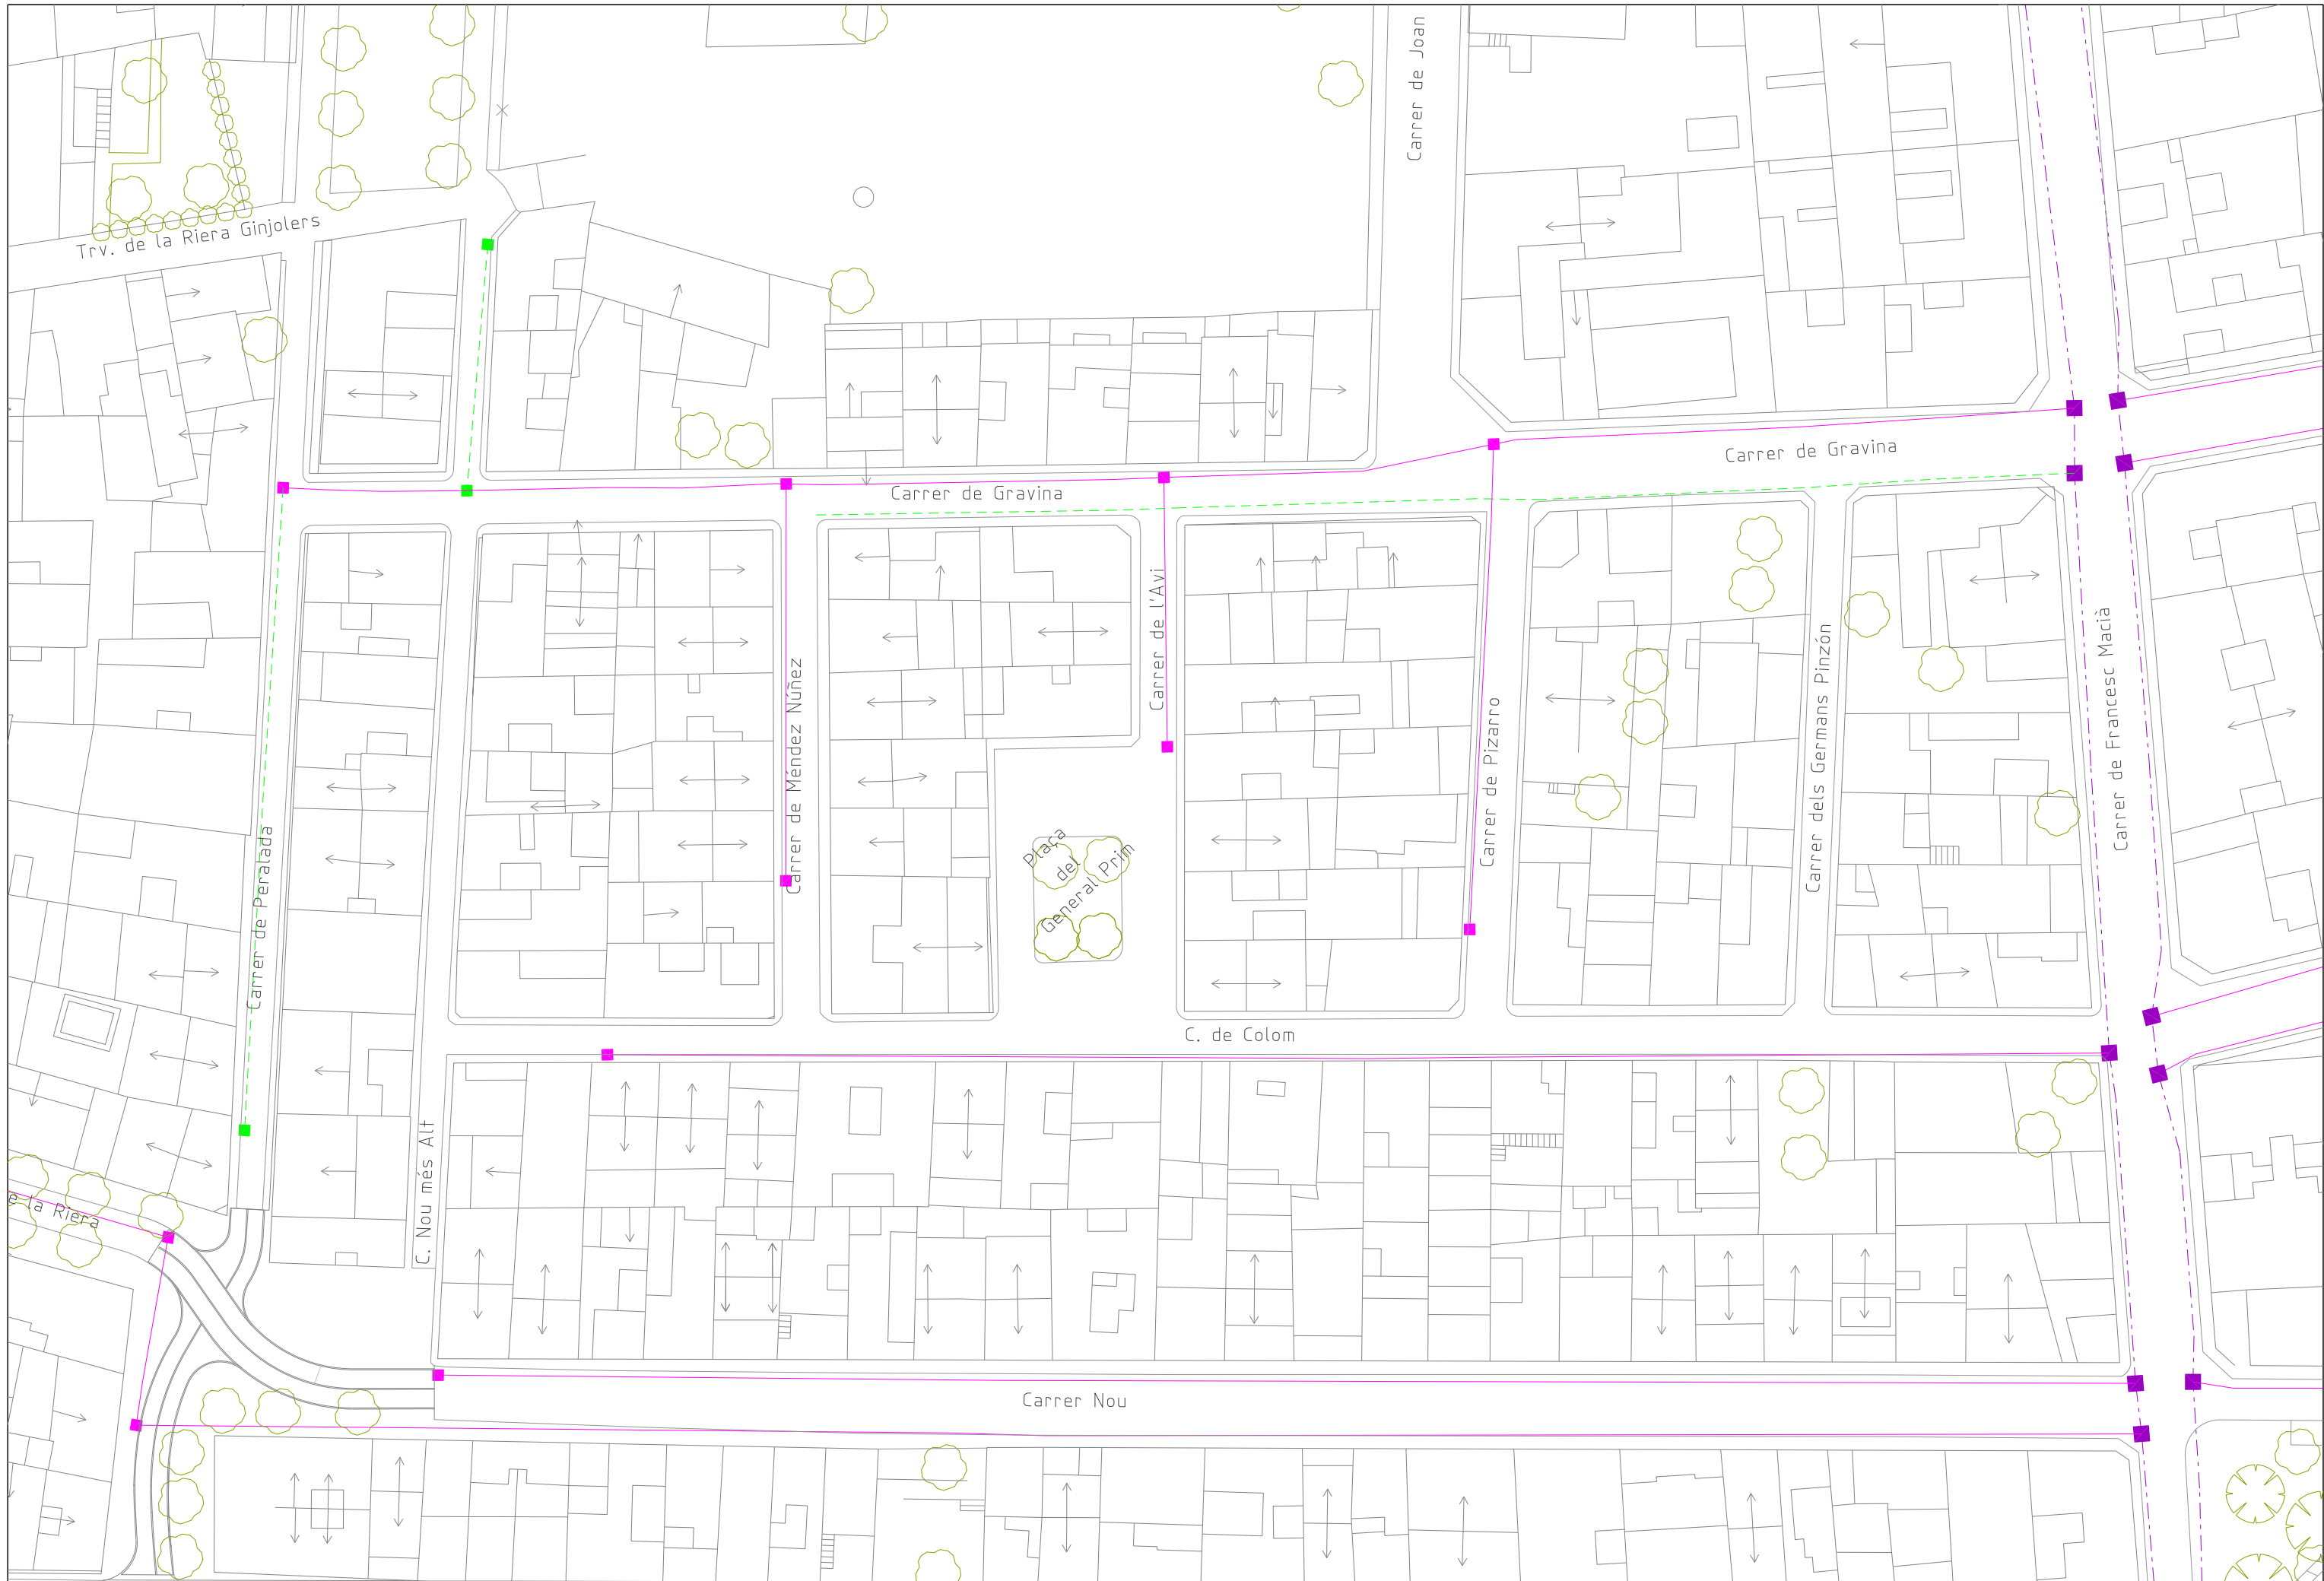 Carrer de Joan
Trv. de la Riera Ginjolers
Carrer de Gravina
Carrer de Gravina
Carrer de l'Avi
Carrer de Méndez Núñez
Carrer de Pizarro
Carrer dels Germans Pinzón
Carrer de Francesc Macià
Carrer de Peralada
Plaça
del
General Prim
C. de Colom
C. Nou més Alt
e la Riera
Carrer Nou